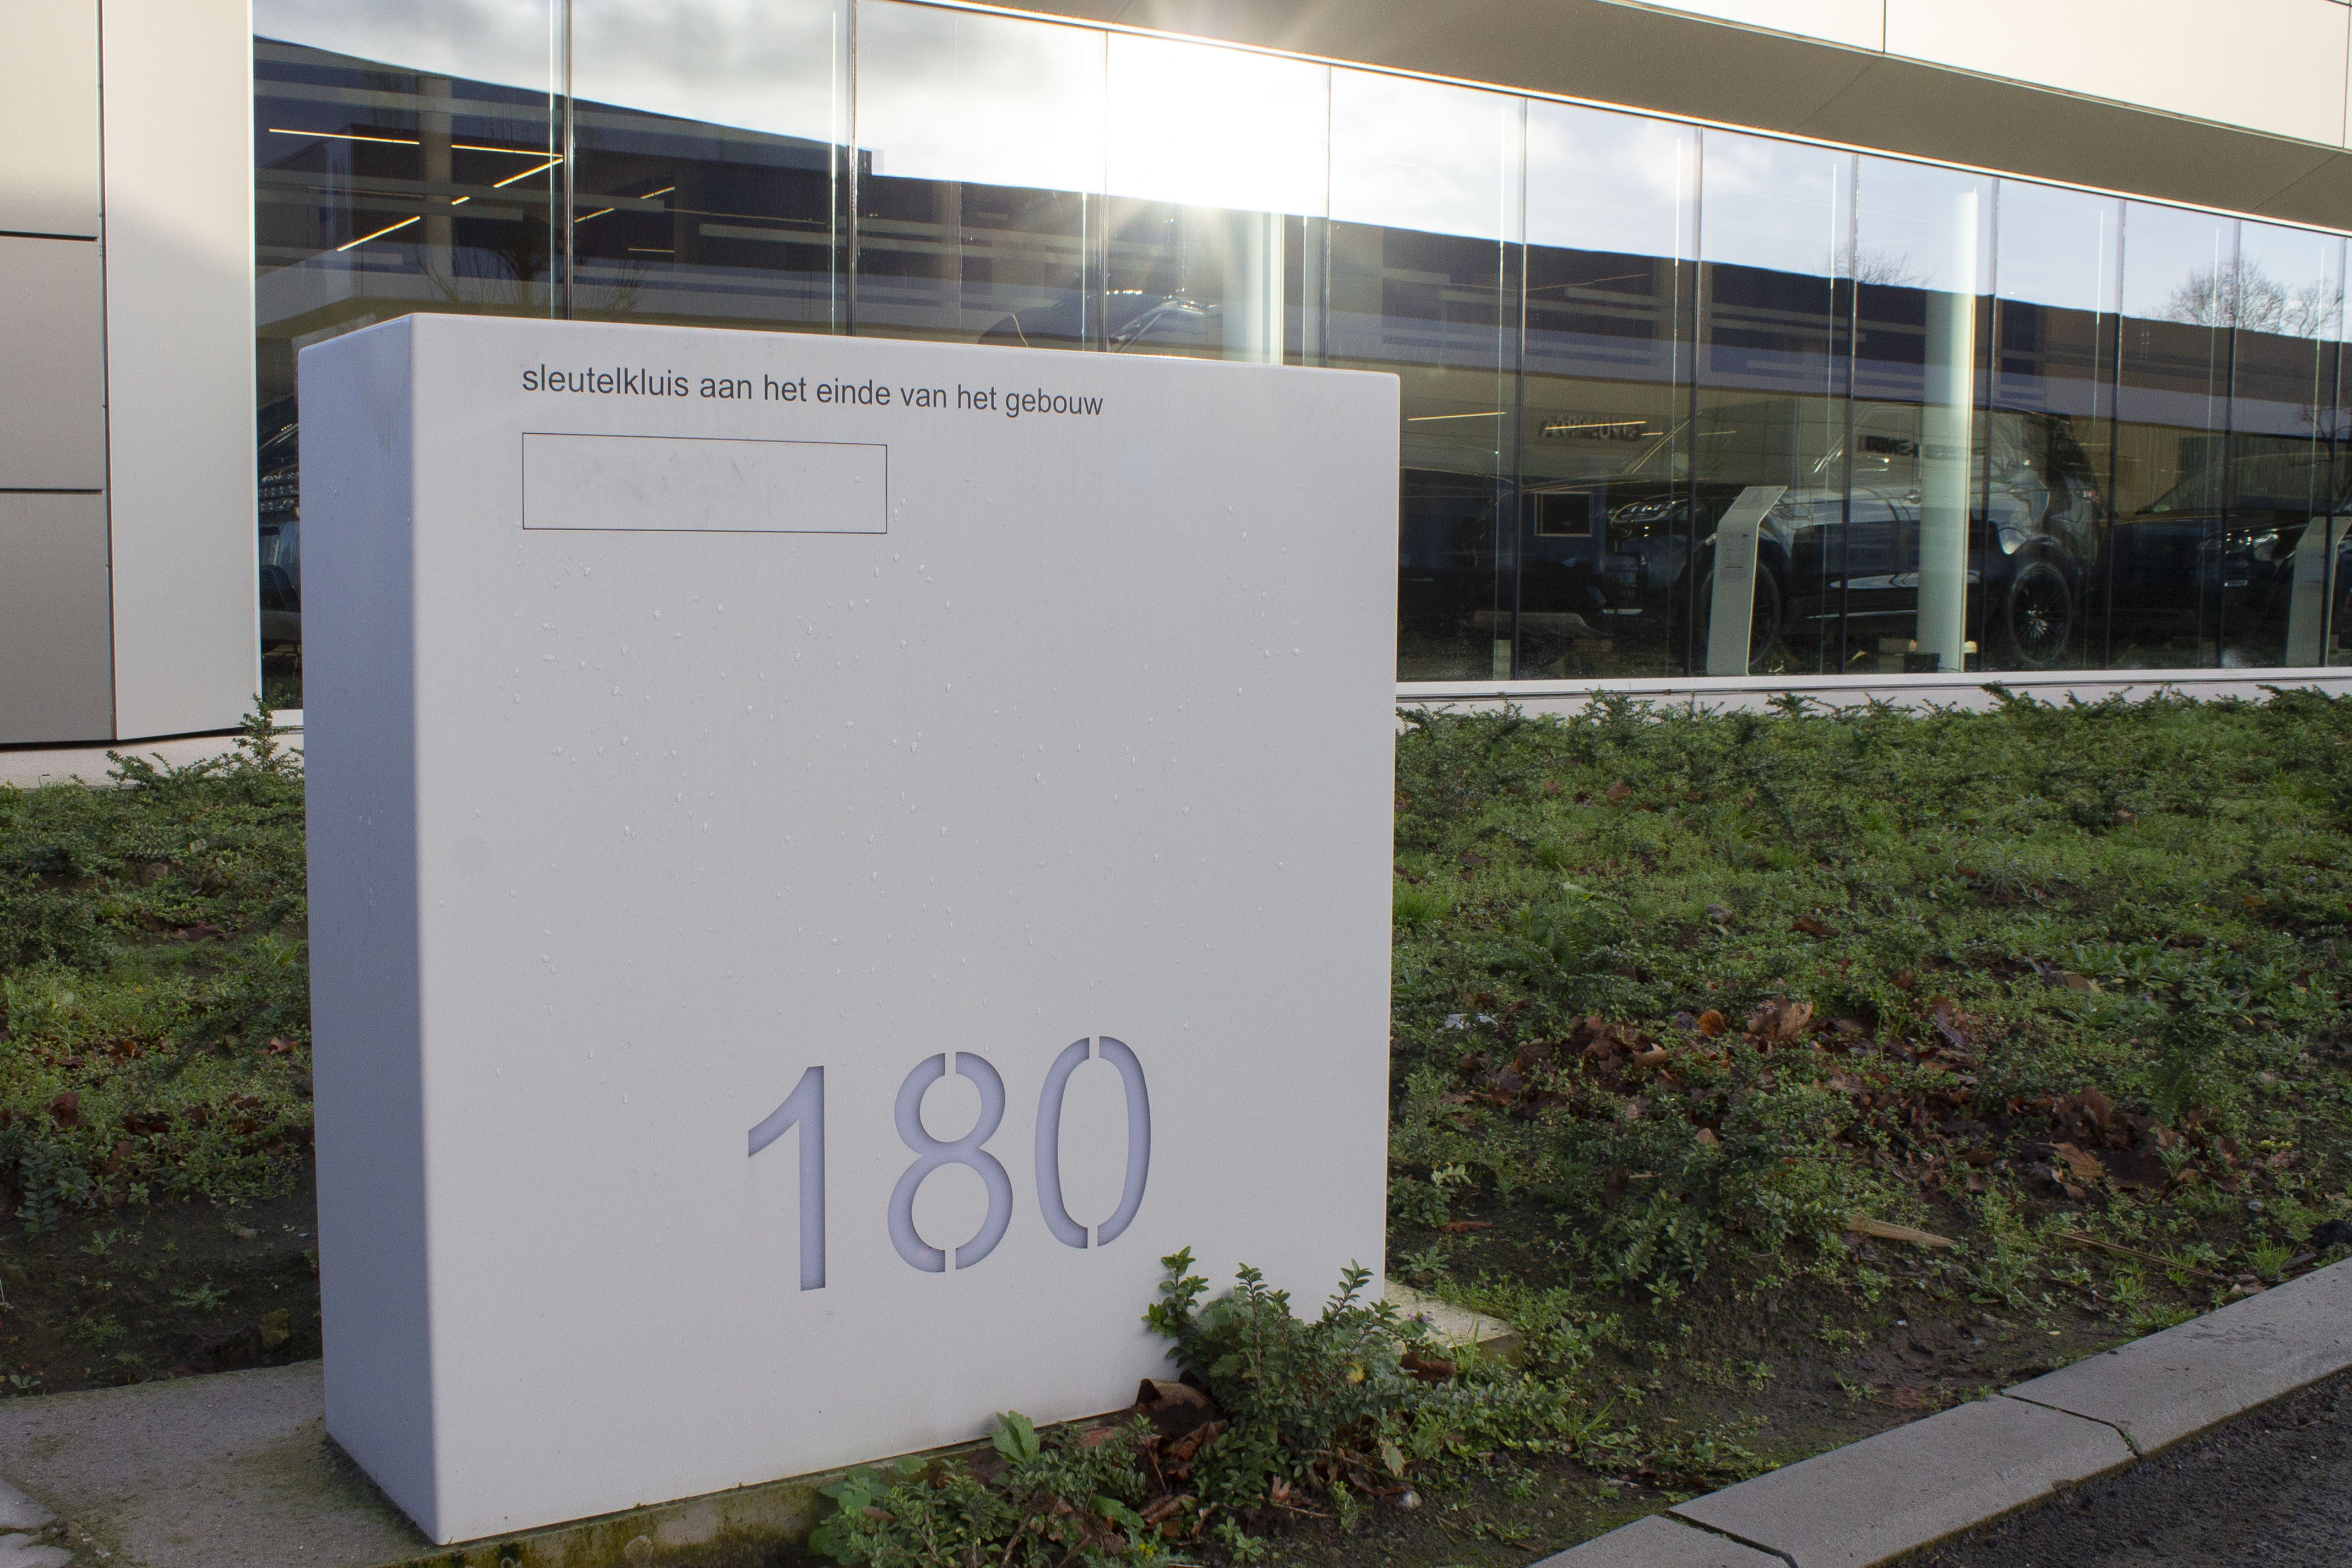 sleutelkluis aan het einde van het gebouw
180